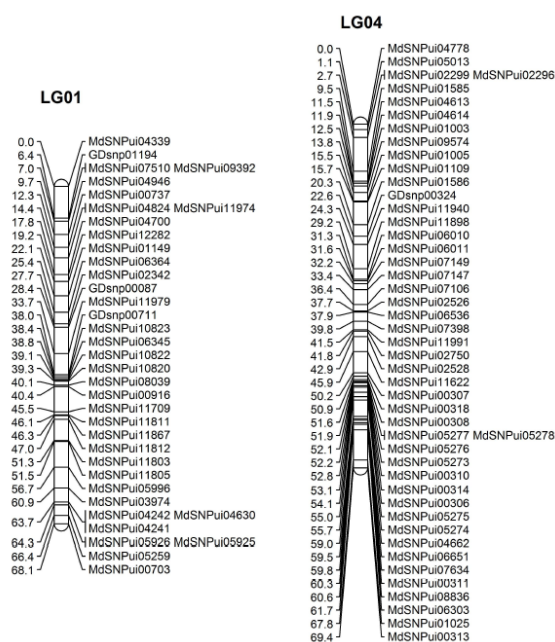 LG01
0.0 MdSNPui04339
6.4 GDsnp01194
7.0 MdSNPui07510 MdSNPui09392
9.7 MdSNPui04946
12.3 MdSNPui00737
14.4 MdSNPui04824 MdSNPui11974
17.8 MdSNPui04700
19.2 MdSNPui12282
22.1 MdSNPui01149
25.4 MdSNPui06364
27.7 MdSNPui02342
28.4 GDsnp00087
33.7 MdSNPui11979
38.0 GDsnp00711
38.4 MdSNPui10823
38.8 MdSNPui06345
39.1 MdSNPui10822
39.3 MdSNPui10820
40.1 MdSNPui08039
40.4 MdSNPui00916
45.5 MdSNPui11709
46.1 MdSNPui11811
46.3 MdSNPui11867
47.0 MdSNPui11812
51.3 MdSNPui11803
51.5 MdSNPui11805
56.7 MdSNPui05996
60.9 MdSNPui03974
63.7 MdSNPui04242 MdSNPui04630
MdSNPui04241
64.3 MdSNPui05926 MdSNPui05925
66.4 MdSNPui05259
68.1 MdSNPui00703
LG04
0.0 MdSNPui04778
1.1 MdSNPui05013
2.7 MdSNPui02299 MdSNPui02296
9.5 MdSNPui01585
11.5 MdSNPui04613
11.9 MdSNPui04614
12.5 MdSNPui01003
13.8 MdSNPui09574
15.5 MdSNPui01005
15.7 MdSNPui01109
20.3 MdSNPui01586
22.6 GDsnp00324
24.3 MdSNPui11940
29.2 MdSNPui11898
31.3 MdSNPui06010
31.6 MdSNPui06011
32.2 MdSNPui07149
33.4 MdSNPui07147
36.4 MdSNPui07106
37.7 MdSNPui02526
37.9 MdSNPui06536
39.8 MdSNPui07398
41.5 MdSNPui11991
41.8 MdSNPui02750
42.9 MdSNPui02528
45.9 MdSNPui11622
50.2 MdSNPui00307
50.9 MdSNPui00318
51.6 MdSNPui00308
51.9 MdSNPui05277 MdSNPui05278
52.1 MdSNPui05276
52.2 MdSNPui05273
52.8 MdSNPui00310
53.1 MdSNPui00314
54.1 MdSNPui00306
55.0 MdSNPui05275
55.7 MdSNPui05274
59.0 MdSNPui04662
59.5 MdSNPui06651
59.8 MdSNPui07634
60.3 MdSNPui00311
60.6 MdSNPui08836
61.7 MdSNPui06303
67.8 MdSNPui01025
69.4 MdSNPui00313